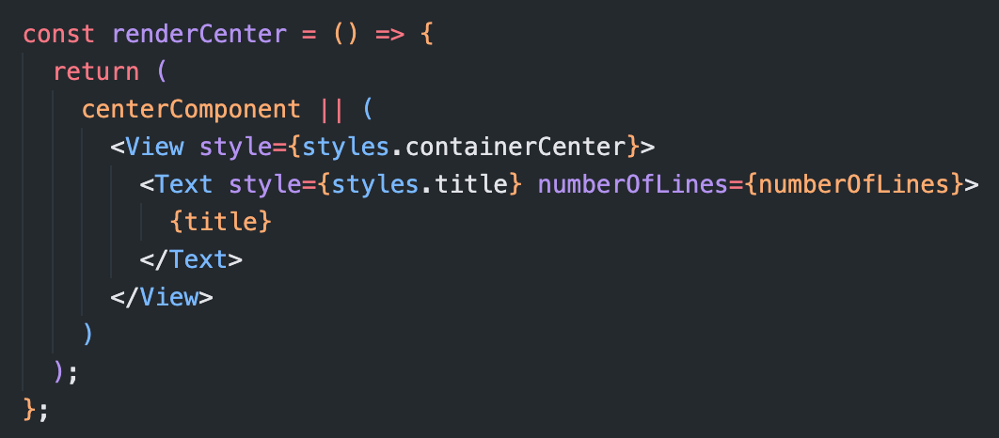 const renderCenter = () => {
return (
centerComponent || (
<View style={styles.containerCenter}>
<Text style={styles.title} numberOfLines={numberOfLines}>
{title}
</Text>
</View>
)
);
};